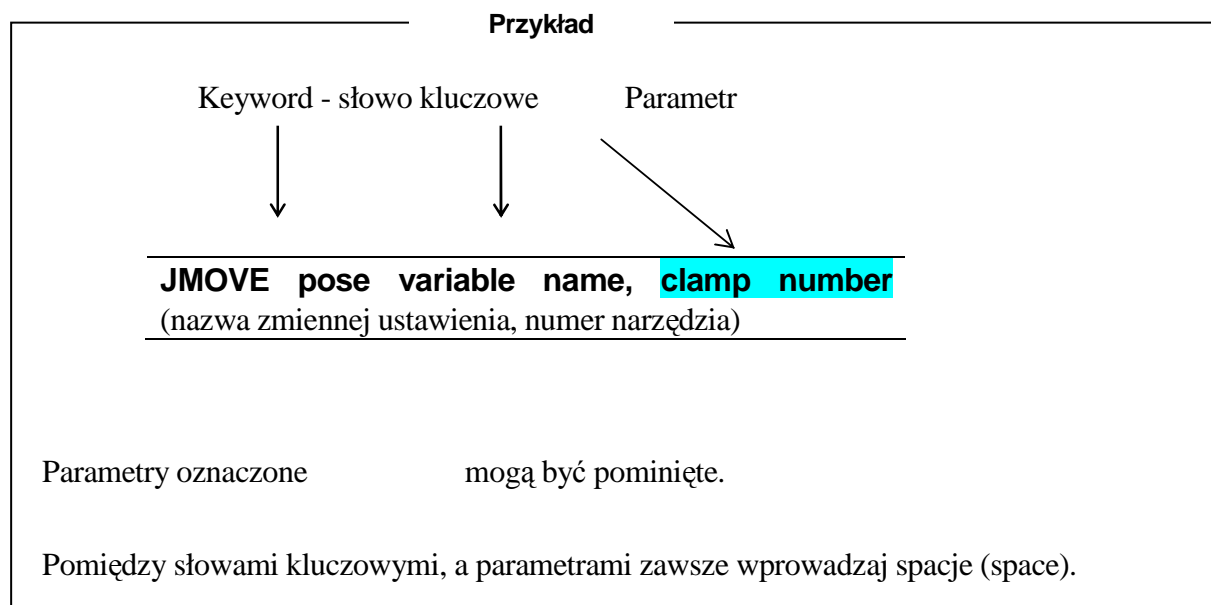 Przykład
Keyword - słowo kluczowe Parametr
JMOVE pose variable name, clamp number
(nazwa zmiennej ustawienia, numer narzędzia)
Parametry oznaczone mogą być pominięte.
Pomiędzy słowami kluczowymi, a parametrami zawsze wprowadzaj spacje (space).